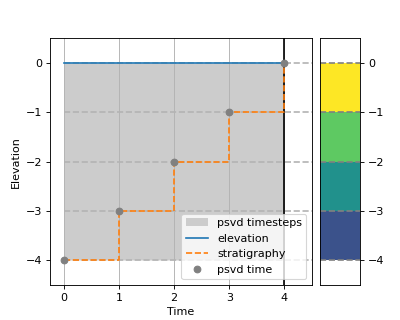 0
−1
−2
−3
−4
Elevation
0
1
2
3
4
Time
psvd timesteps
elevation
stratigraphy
psvd time
0
−1
−2
−3
−4